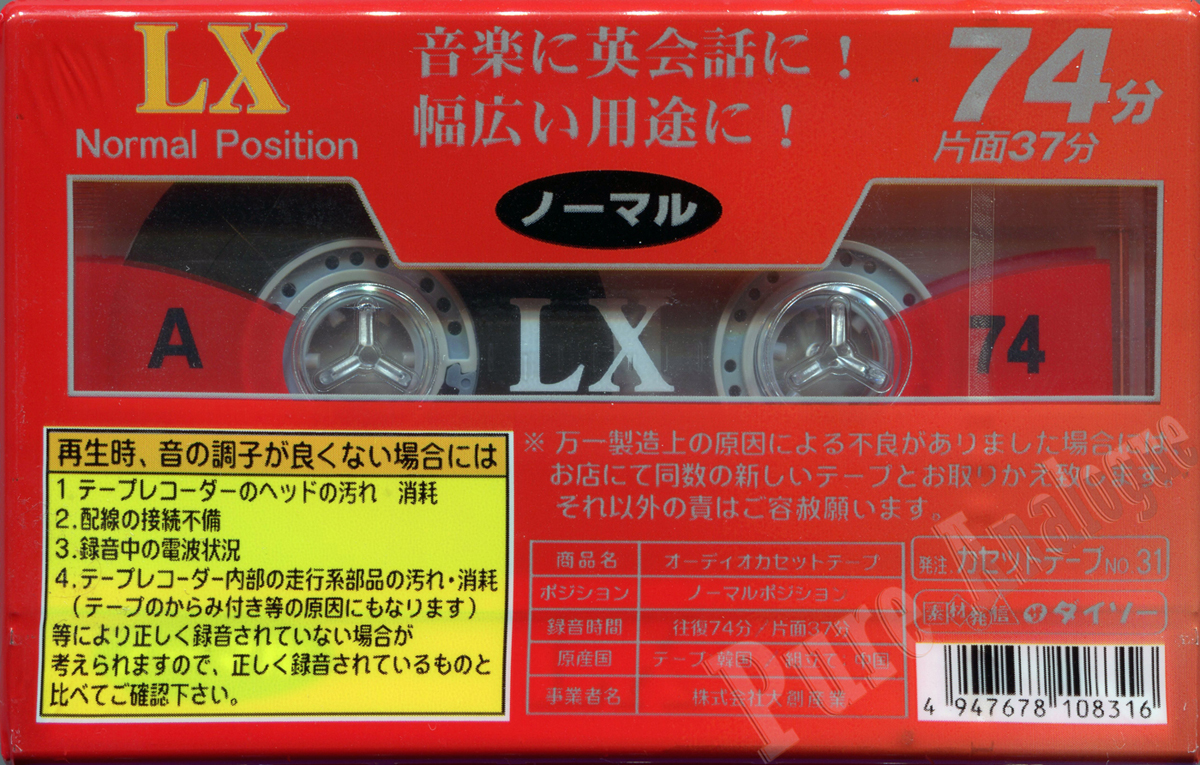 LX
Normal Position
音楽に英会話に！
幅広い用途に！
74分
片面37分
ノーマル
A
LX
74
再生時、音の調子が良くない場合には
1 テープレコーダーのヘッドの汚れ 消耗
2.配線の接続不備
3.録音中の電波状況
4.テープレコーダー内部の走行系部品の汚れ・消耗
（テープのからみ付き等の原因にもなります）
等により正しく録音されていない場合が
考えられますので、正しく録音されているものと
比べてご確認下さい。
※ 万一製造上の原因による不良がありました場合には
お店にて同数の新しいテープとお取りかえ致します。
それ以外の責はご容赦願います。
商品名 オーディオカセットテープ
ポジション ノーマルポジション
録音時間 往復74分／片面37分
原産国 テープ 韓国 ／ 組立て 中国
事業者名 株式会社大創産業
発注 カセットテープNO.31
素材発信 ダイソー
4 947678 108316
Pure Analogue